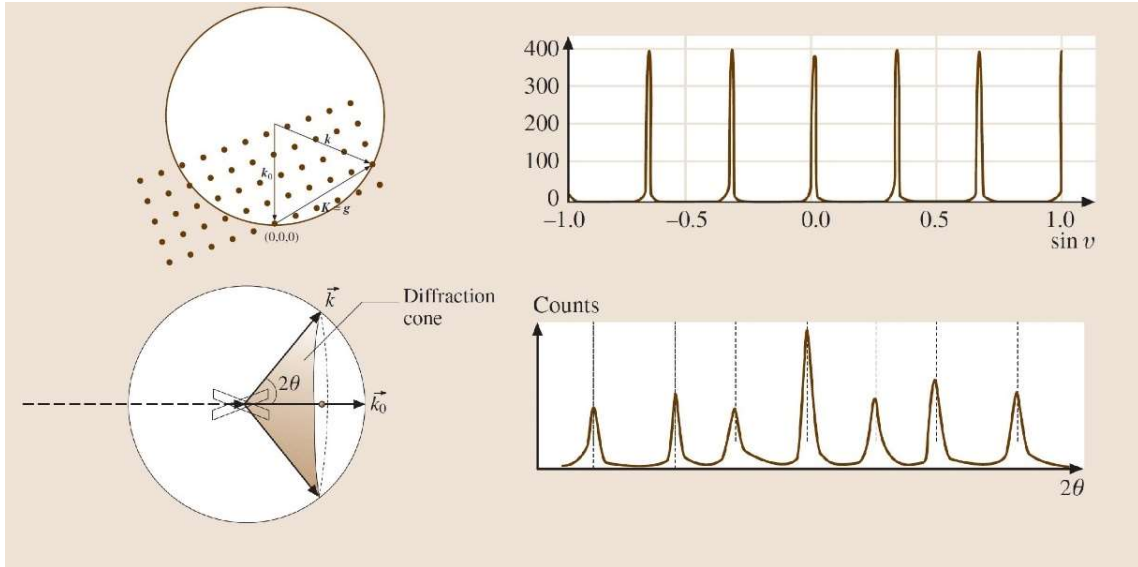 k
k₀
K = g
(0,0,0)
400
300
200
100
0
–1.0
–0.5
0.0
0.5
1.0
sin v
k⃗
Diffraction
cone
2θ
k⃗₀
Counts
2θ